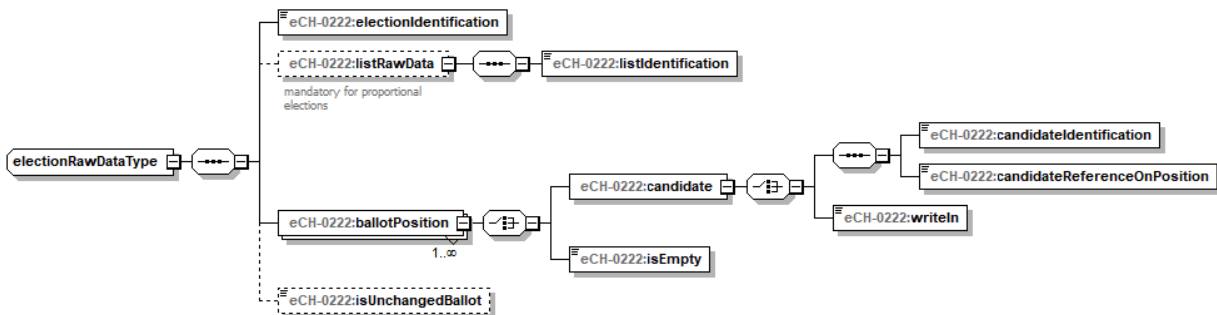 eCH-0222:electionIdentification
eCH-0222:listRawData
eCH-0222:listIdentification
mandatory for proportional
elections
eCH-0222:candidateIdentification
electionRawDataType
eCH-0222:candidateReferenceOnPosition
eCH-0222:candidate
eCH-0222:ballotPosition
eCH-0222:writeIn
1..∞
eCH-0222:isEmpty
eCH-0222:isUnchangedBallot